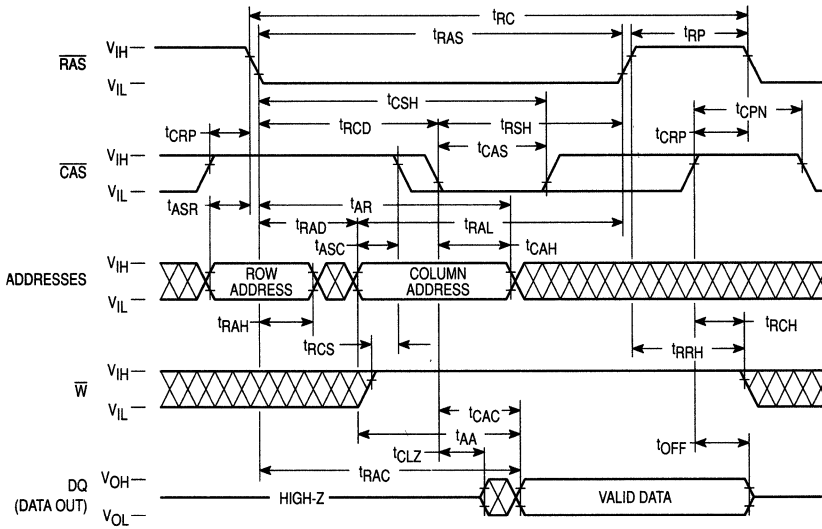 tRC
tRAS
tRP
VIH
RAS
VIL
tCSH
tCPN
tCRP
tRCD
tRSH
tCRP
tCAS
VIH
CAS
VIL
tASR
tAR
tRAD
tRAL
tASC
tCAH
VIH
ADDRESSES
ROW ADDRESS
COLUMN ADDRESS
VIL
tRAH
tRCH
tRCS
tRRH
VIH
W
VIL
tCAC
tAA
tCLZ
tOFF
tRAC
VOH
DQ
(DATA OUT)
HIGH-Z
VALID DATA
VOL